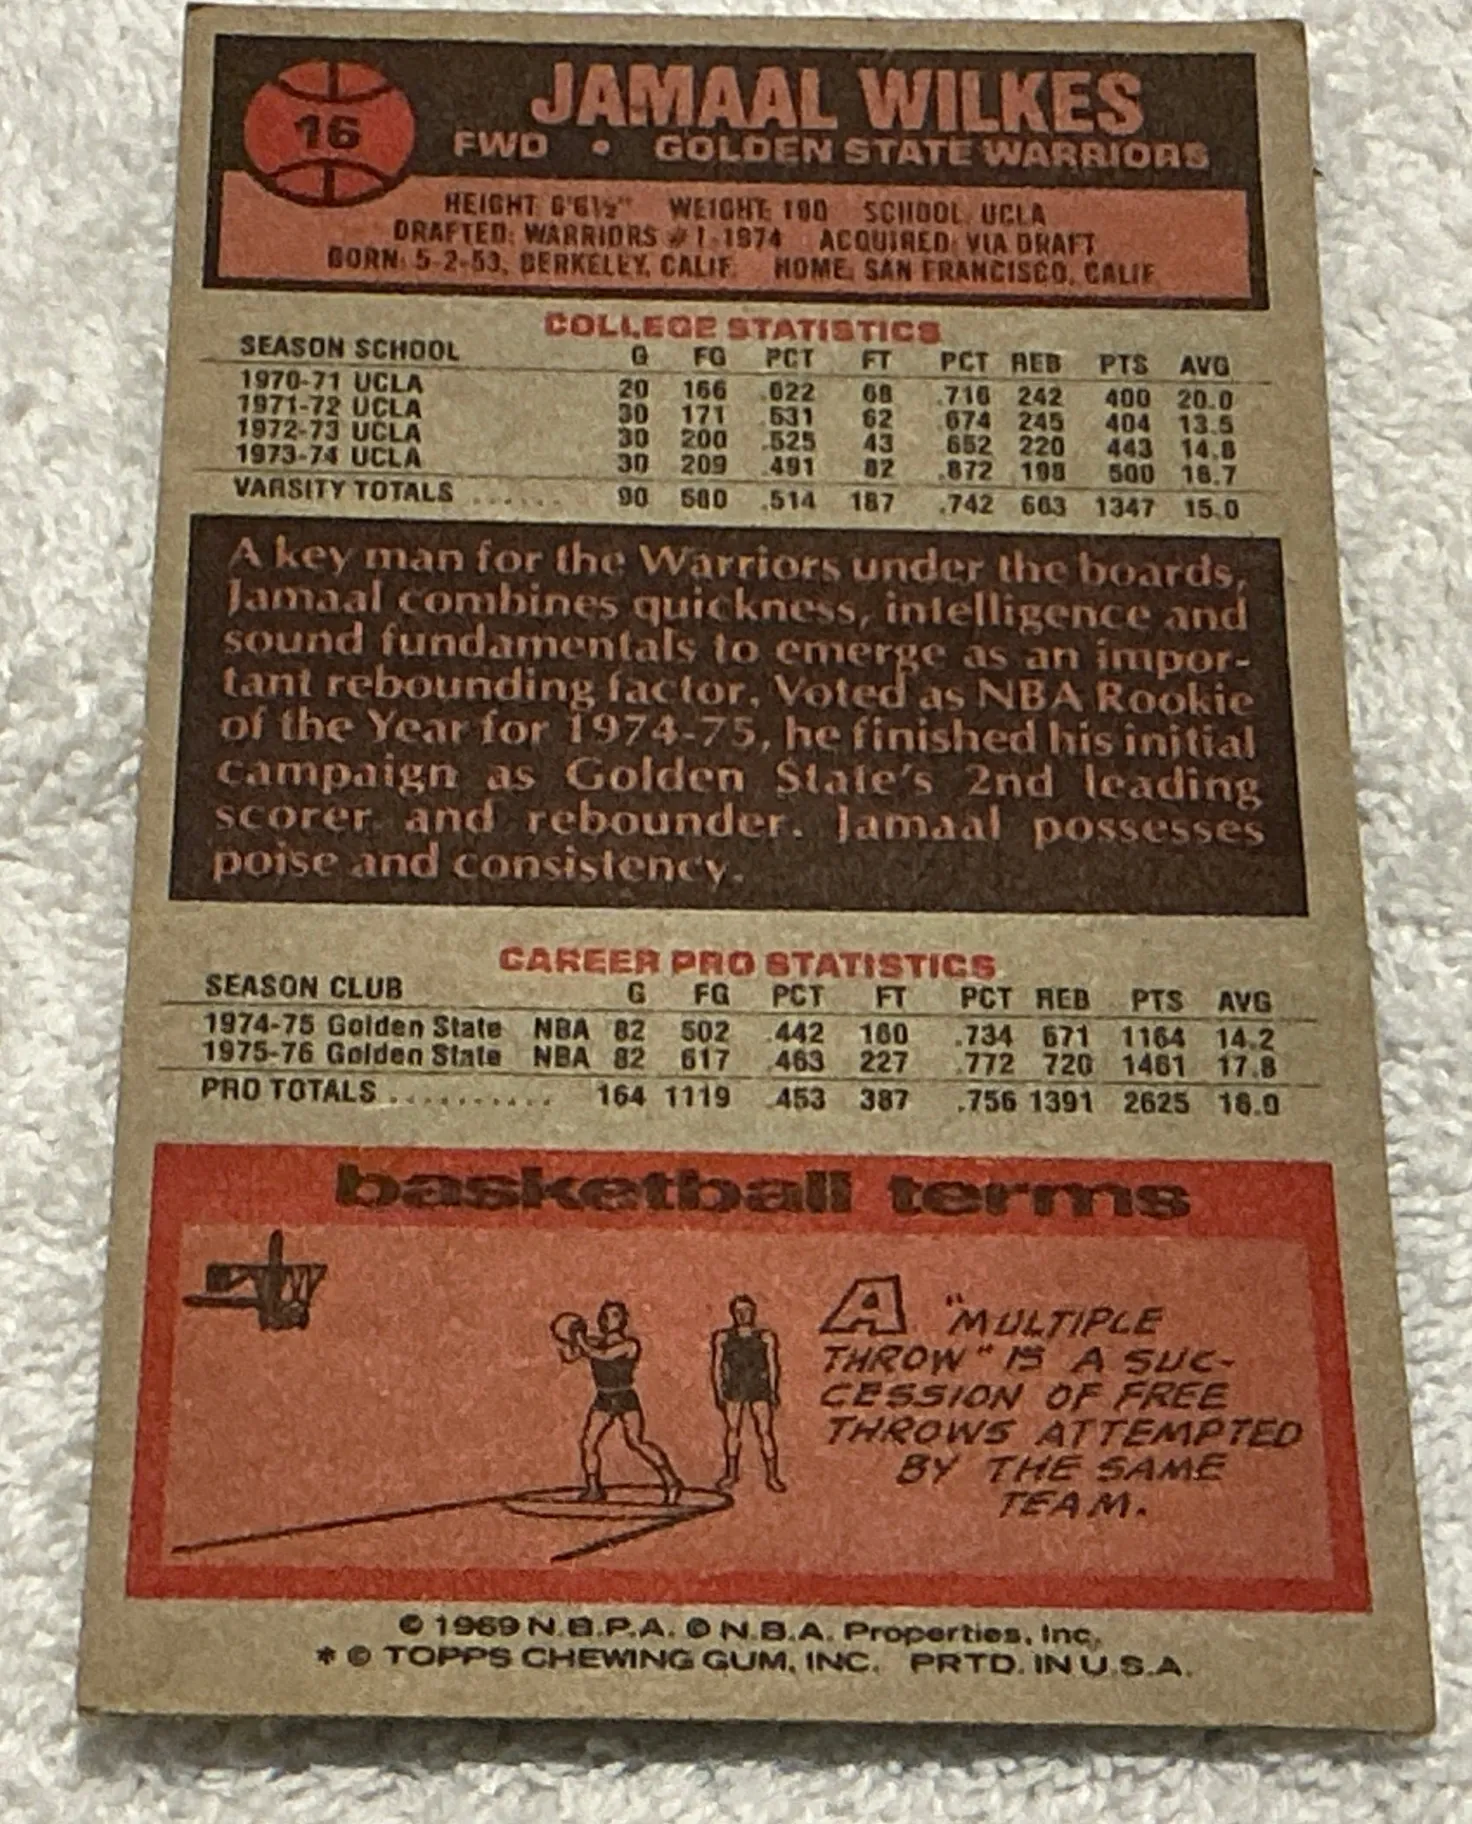 16
JAMAAL WILKES
FWD • GOLDEN STATE WARRIORS
HEIGHT: 6'6½" WEIGHT: 190 SCHOOL: UCLA
DRAFTED: WARRIORS #1-1974 ACQUIRED: VIA DRAFT
BORN: 5-2-53, BERKELEY, CALIF. HOME: SAN FRANCISCO, CALIF.
COLLEGE STATISTICS
SEASON SCHOOL G FG PCT FT PCT REB PTS AVG
1970-71 UCLA 20 166 .622 68 .716 242 400 20.0
1971-72 UCLA 30 171 .531 62 .674 245 404 13.5
1972-73 UCLA 30 200 .525 43 .652 220 443 14.8
1973-74 UCLA 30 209 .491 82 .872 198 500 16.7
VARSITY TOTALS ...... 90 580 .514 187 .742 663 1347 15.0
A key man for the Warriors under the boards,
Jamaal combines quickness, intelligence and
sound fundamentals to emerge as an impor-
tant rebounding factor. Voted as NBA Rookie
of the Year for 1974-75, he finished his initial
campaign as Golden State's 2nd leading
scorer and rebounder. Jamaal possesses
poise and consistency.
CAREER PRO STATISTICS
SEASON CLUB G FG PCT FT PCT REB PTS AVG
1974-75 Golden State NBA 82 502 .442 160 .734 671 1164 14.2
1975-76 Golden State NBA 82 617 .463 227 .772 720 1461 17.8
PRO TOTALS .......... 164 1119 .453 387 .756 1391 2625 16.0
basketball terms
A "MULTIPLE
THROW" IS A SUC-
CESSION OF FREE
THROWS ATTEMPTED
BY THE SAME
TEAM.
© 1969 N.B.P.A. © N.B.A. Properties, Inc.
* © TOPPS CHEWING GUM, INC. PRTD. IN U.S.A.